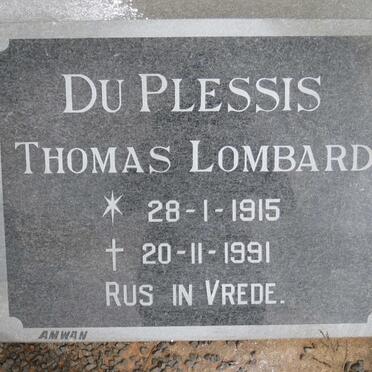 DU PLESSIS
THOMAS LOMBARD
* 28-1-1915
† 20-11-1991
RUS IN VREDE.
AMWAN